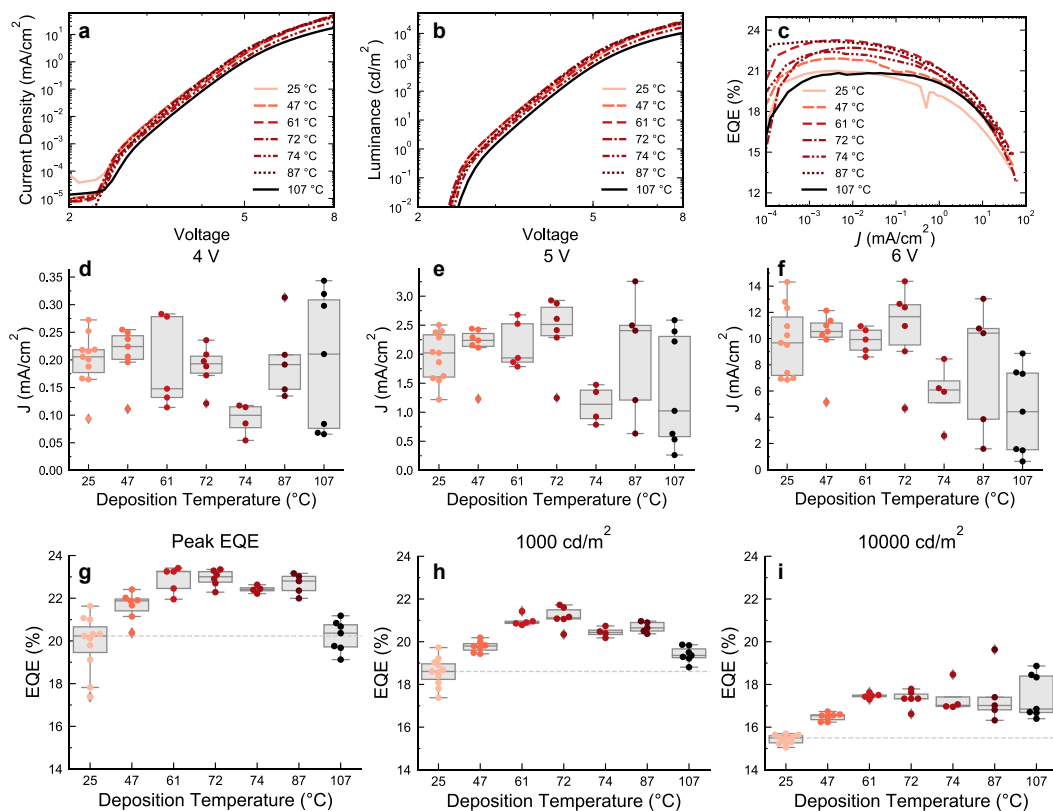 a
Current Density (mA/cm²)
10¹
10⁰
10⁻¹
10⁻²
10⁻³
10⁻⁴
10⁻⁵
25 °C
47 °C
61 °C
72 °C
74 °C
87 °C
107 °C
2
5
8
Voltage
b
Luminance (cd/m²)
10⁴
10³
10²
10¹
10⁰
10⁻¹
10⁻²
25 °C
47 °C
61 °C
72 °C
74 °C
87 °C
107 °C
2
5
8
Voltage
c
EQE (%)
24
21
18
15
12
25 °C
47 °C
61 °C
72 °C
74 °C
87 °C
107 °C
10⁻⁴ 10⁻³ 10⁻² 10⁻¹ 10⁰ 10¹ 10²
J (mA/cm²)
4 V
d
J (mA/cm²)
0.35
0.30
0.25
0.20
0.15
0.10
0.05
0.00
25 47 61 72 74 87 107
Deposition Temperature (°C)
5 V
e
J (mA/cm²)
3.0
2.5
2.0
1.5
1.0
0.5
0.0
25 47 61 72 74 87 107
Deposition Temperature (°C)
6 V
f
J (mA/cm²)
14
12
10
8
6
4
2
0
25 47 61 72 74 87 107
Deposition Temperature (°C)
Peak EQE
g
EQE (%)
24
22
20
18
16
14
25 47 61 72 74 87 107
Deposition Temperature (°C)
1000 cd/m²
h
EQE (%)
24
22
20
18
16
14
25 47 61 72 74 87 107
Deposition Temperature (°C)
10000 cd/m²
i
EQE (%)
24
22
20
18
16
14
25 47 61 72 74 87 107
Deposition Temperature (°C)